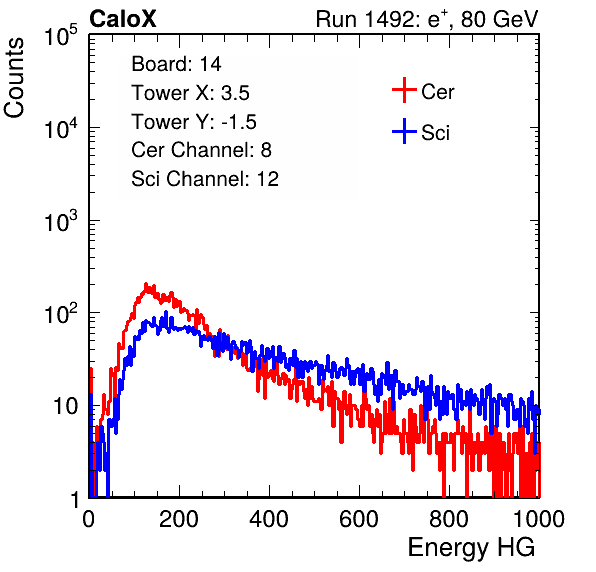 CaloX Run 1492: e⁺, 80 GeV
Board: 14
Tower X: 3.5
Tower Y: -1.5
Cer Channel: 8
Sci Channel: 12
Cer
Sci
Counts
10⁵
10⁴
10³
10²
10
1
0 200 400 600 800 1000
Energy HG